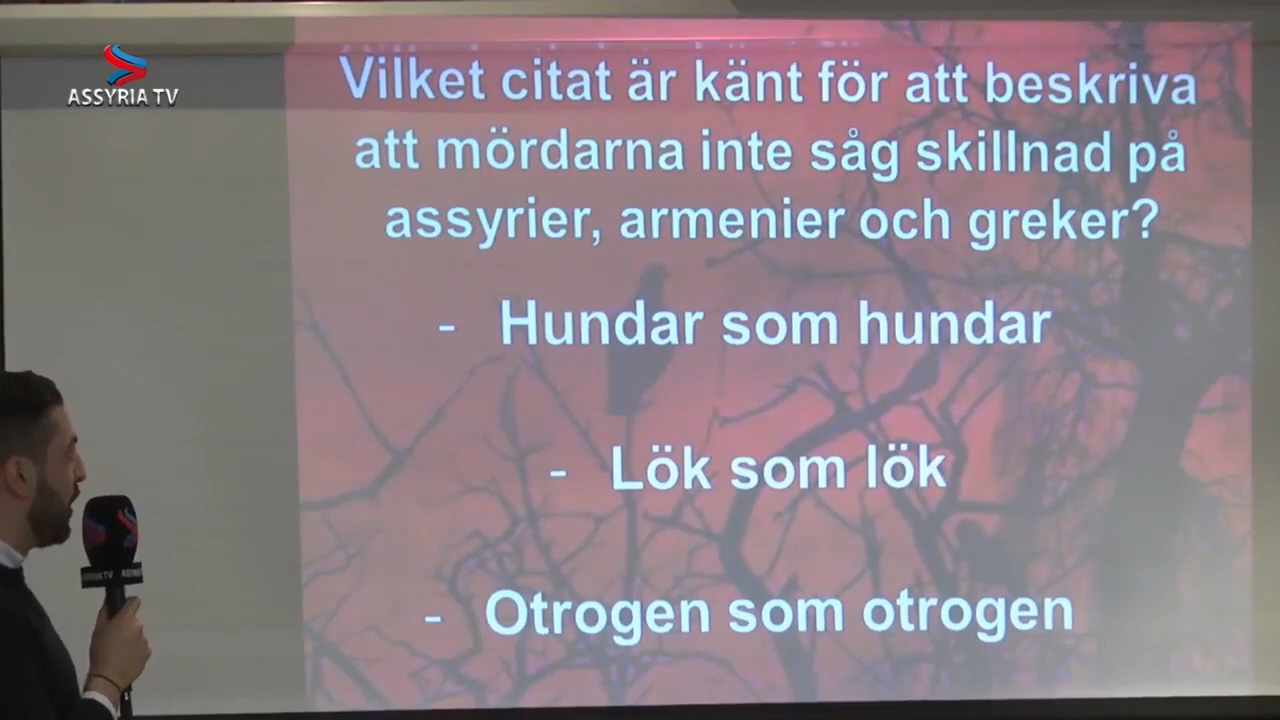 ASSYRIA TV
Vilket citat är känt för att beskriva
att mördarna inte såg skillnad på
assyrier, armenier och greker?
- Hundar som hundar
- Lök som lök
- Otrogen som otrogen